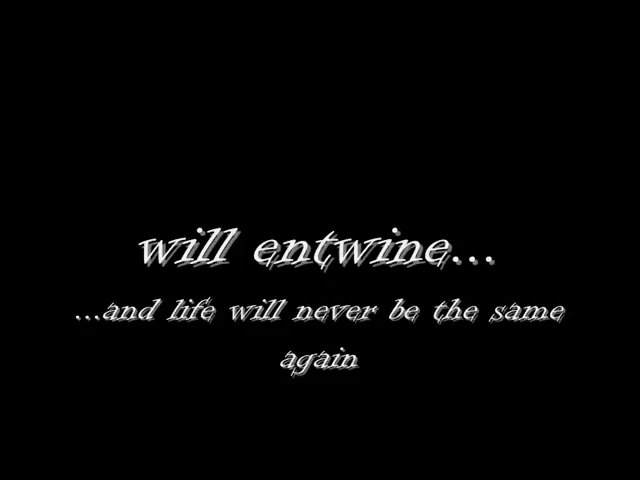 will entwine...
...and life will never be the same
again